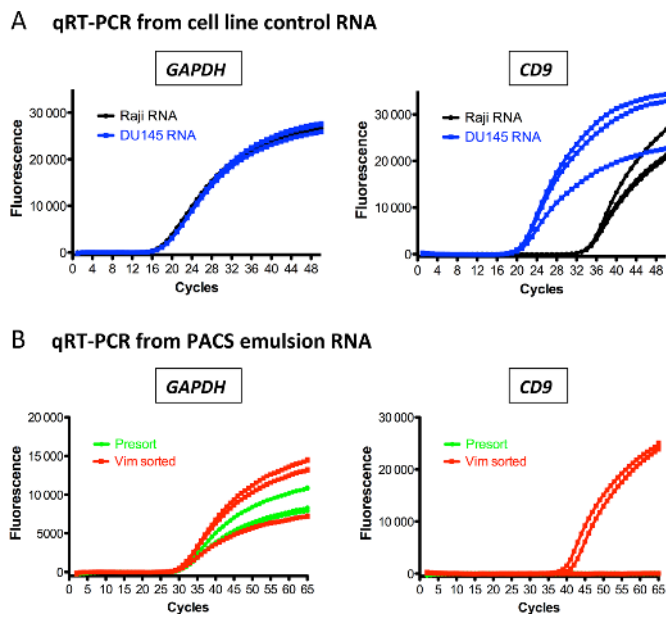 A qRT-PCR from cell line control RNA
GAPDH
CD9
Fluorescence
30 000
20 000
10 000
0
Raji RNA
DU145 RNA
0 4 8 12 16 20 24 28 32 36 40 44 48
Cycles
Fluorescence
30 000
20 000
10 000
0
Raji RNA
DU145 RNA
0 4 8 12 16 20 24 28 32 36 40 44 48
Cycles
B qRT-PCR from PACS emulsion RNA
GAPDH
CD9
Fluorescence
20 000
15 000
10 000
5000
0
Presort
Vim sorted
0 5 10 15 20 25 30 35 40 45 50 55 60 65
Cycles
Fluorescence
30 000
20 000
10 000
0
Presort
Vim sorted
0 5 10 15 20 25 30 35 40 45 50 55 60 65
Cycles